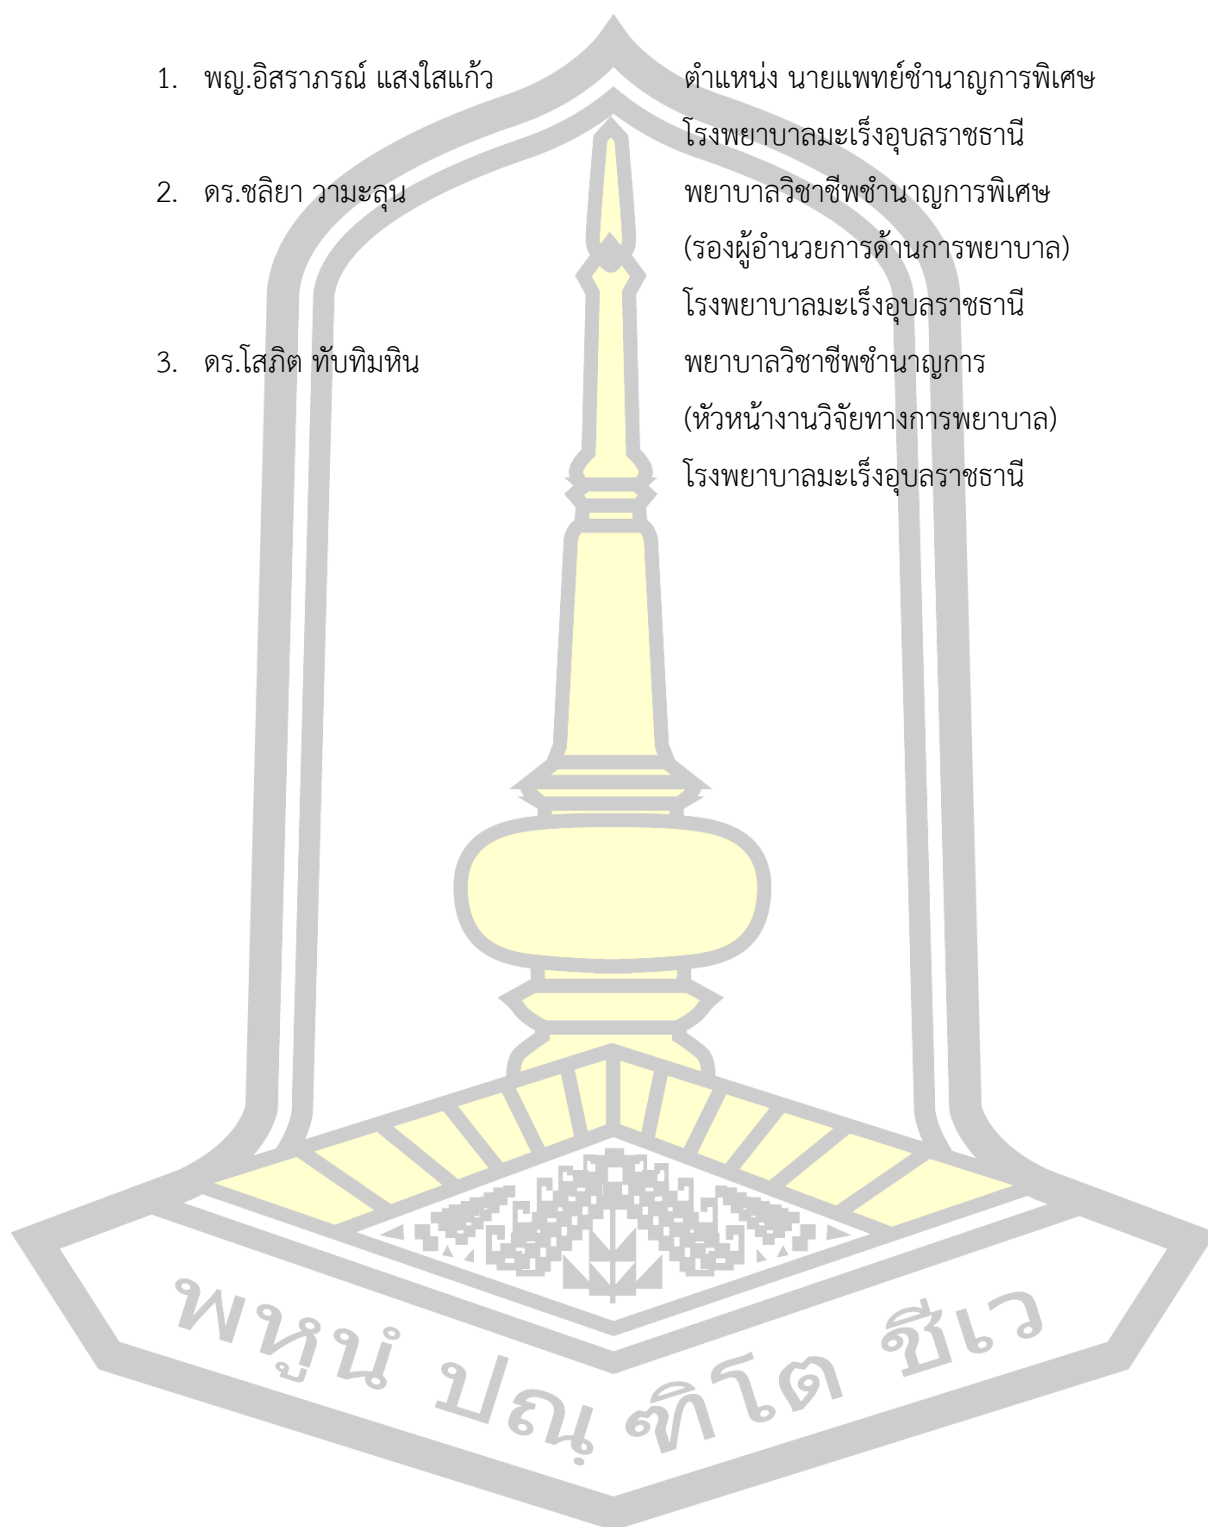 1. พญ.อิสราภรณ์ แสงใสแก้ว ตำแหน่ง นายแพทย์ชำนาญการพิเศษ
โรงพยาบาลมะเร็งอุบลราชธานี
2. ดร.ชลิยา วามะลุน พยาบาลวิชาชีพชำนาญการพิเศษ
(รองผู้อำนวยการด้านการพยาบาล)
โรงพยาบาลมะเร็งอุบลราชธานี
3. ดร.โสภิต ทับทิมหิน พยาบาลวิชาชีพชำนาญการ
(หัวหน้างานวิจัยทางการพยาบาล)
โรงพยาบาลมะเร็งอุบลราชธานี
พหูนํ ปณฺ ฑิโต ชีเว